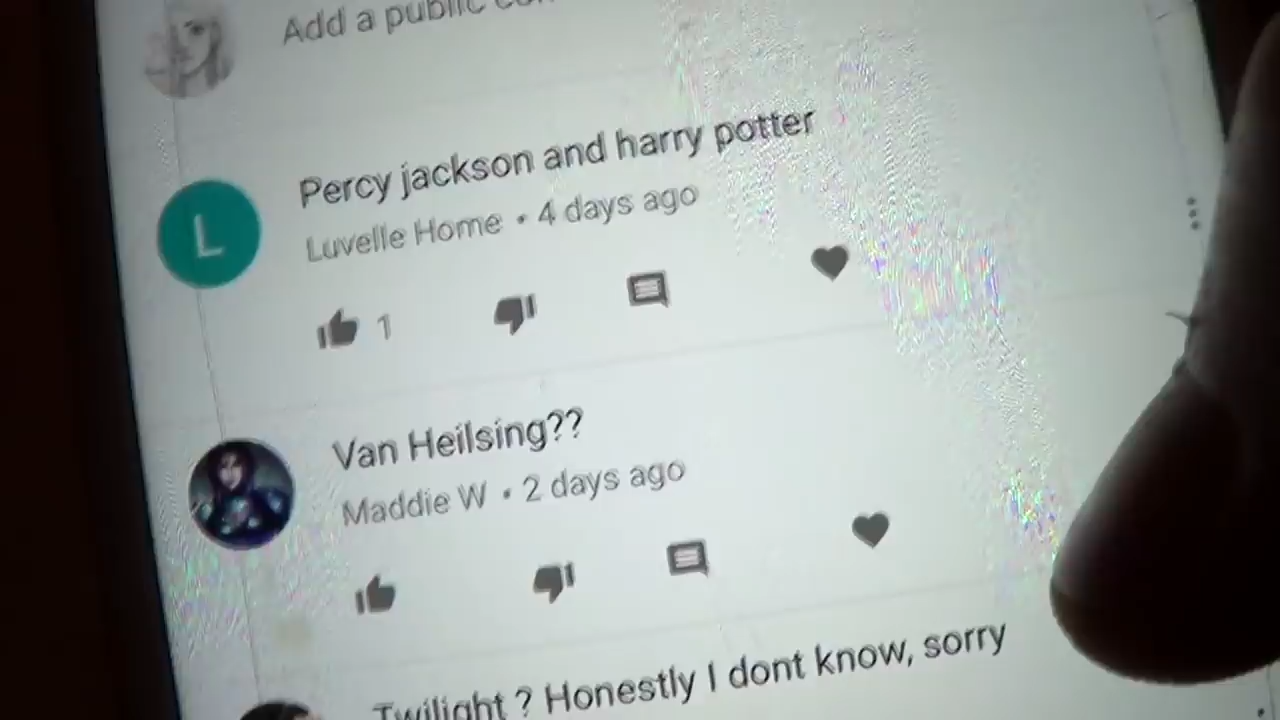 Add a public
L
Percy jackson and harry potter
Luvelle Home • 4 days ago
1
Van Heilsing??
Maddie W • 2 days ago
Twilight ? Honestly I dont know, sorry